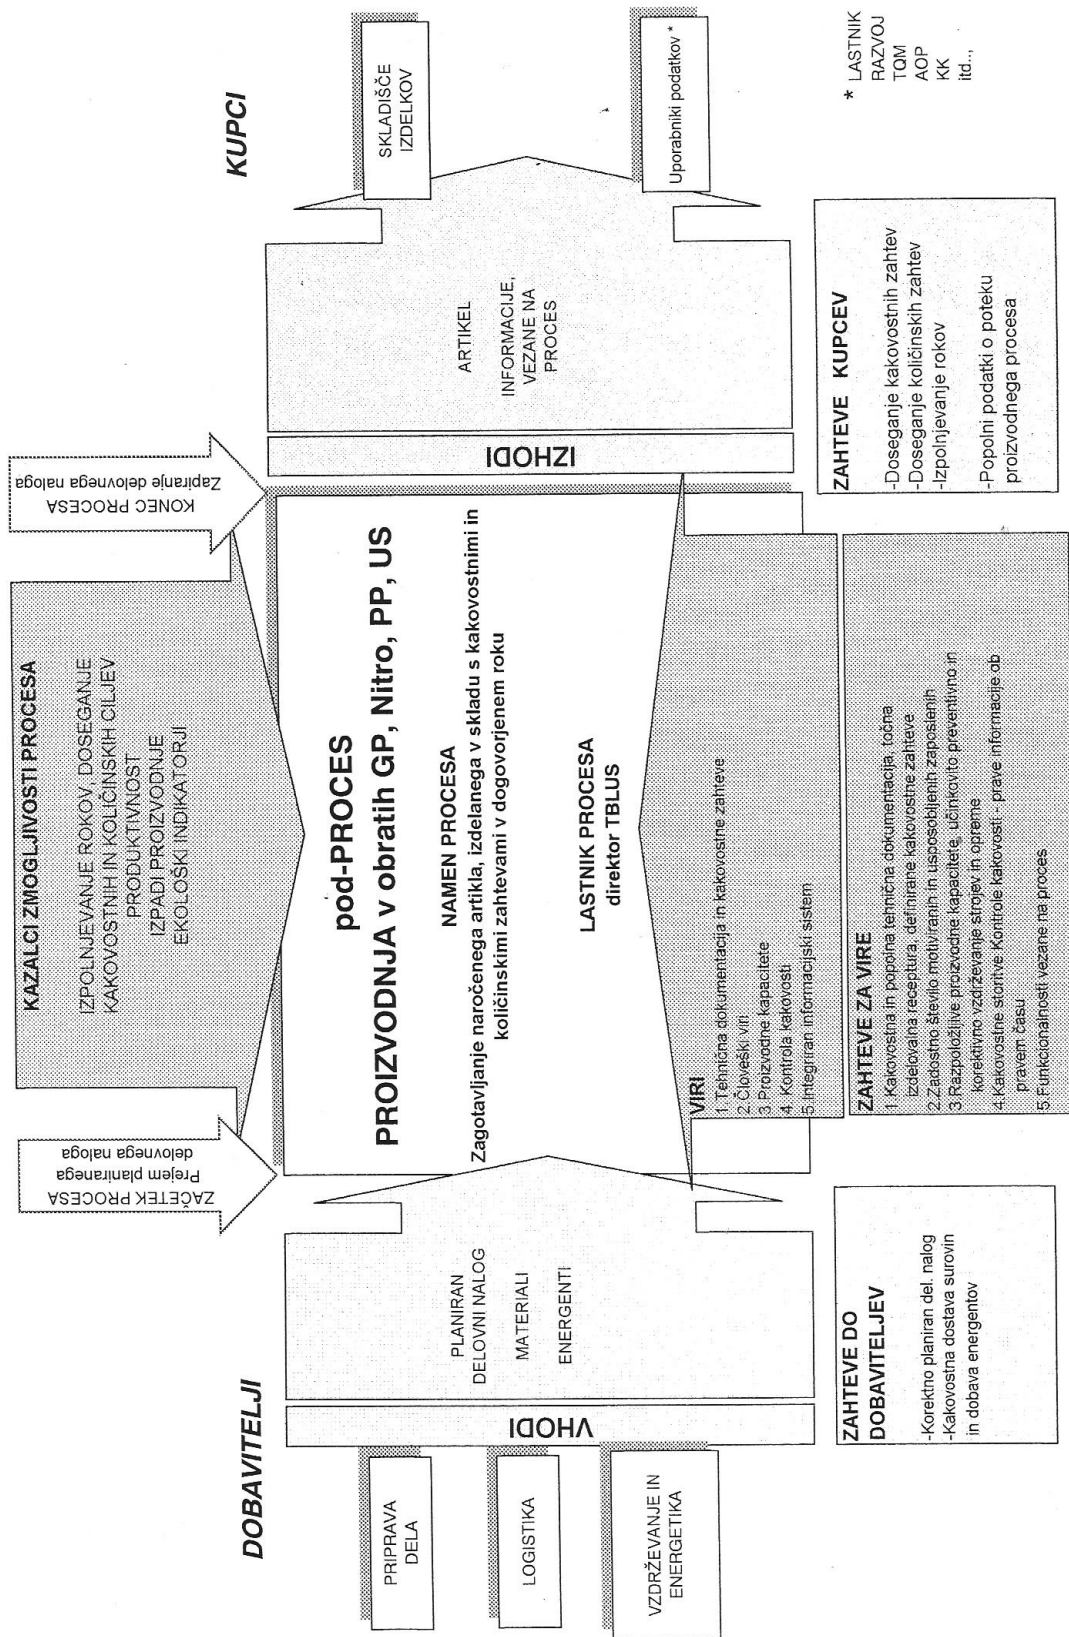 DOBAVITELJI
PRIPRAVA
DELA
LOGISTIKA
VZDRŽEVANJE IN
ENERGETIKA
VHODI
PLANIRAN
DELOVNI NALOG
MATERIALI
ENERGENTI
ZAHTEVE DO
DOBAVITELJEV
-Korektno planiran del. nalog
-Kakovostna dostava surovin
in dobava energentov
ZAČETEK PROCESA
Prejem planiranega
delovnega naloga
KAZALCI ZMOGLJIVOSTI PROCESA
IZPOLNJEVANJE ROKOV, DOSEGANJE
KAKOVOSTNIH IN KOLIČINSKIH CILJEV
PRODUKTIVNOST
IZPADI PROIZVODNJE
EKOLOŠKI INDIKATORJI
KONEC PROCESA
Zapiranje delovnega naloga
pod-PROCES
PROIZVODNJA v obratih GP, Nitro, PP, US
NAMEN PROCESA
Zagotavljanje naročenega artikla, izdelanega v skladu s kakovostnimi in
količinskimi zahtevami v dogovorjenem roku
LASTNIK PROCESA
direktor TBLUS
VIRI
1.Tehnična dokumentacija in kakovostne zahteve
2.Človeški viri
3.Proizvodne kapacitete
4. Kontrola kakovosti
5.Integriran informacijski sistem
ZAHTEVE ZA VIRE
1.Kakovostna in popolna tehnična dokumentacija, točna
izdelovalna receptura, definirane kakovostne zahteve
2.Zadostno število motiviranih in usposobljenih zaposlenih
3.Razpoložljive proizvodne kapacitete, učinkovito preventivno in
korektivno vzdrževanje strojev in opreme
4.Kakovostne storitve Kontrole kakovosti - prave informacije ob
pravem času
5.Funkcionalnosti vezane na proces
IZHODI
ARTIKEL
INFORMACIJE,
VEZANE NA
PROCES
KUPCI
SKLADIŠČE
IZDELKOV
Uporabniki podatkov *
ZAHTEVE KUPCEV
-Doseganje kakovostnih zahtev
-Doseganje količinskih zahtev
-Izpolnjevanje rokov
-Popolni podatki o poteku
proizvodnega procesa
* LASTNIK
RAZVOJ
TQM
AOP
KK
itd..,